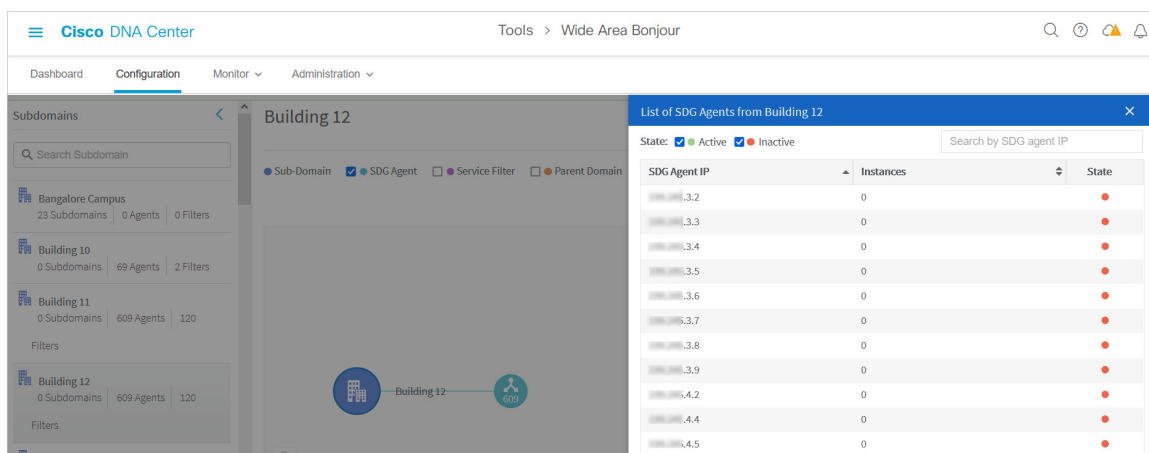 Cisco DNA Center
Tools > Wide Area Bonjour
Dashboard Configuration Monitor Administration
Subdomains
Search Subdomain
Bangalore Campus
23 Subdomains 0 Agents 0 Filters
Building 10
0 Subdomains 69 Agents 2 Filters
Building 11
0 Subdomains 609 Agents 120
Filters
Building 12
0 Subdomains 609 Agents 120
Filters
Building 12
Sub-Domain SDG Agent Service Filter Parent Domain
Building 12
609
List of SDG Agents from Building 12
State: Active Inactive
Search by SDG agent IP
SDG Agent IP Instances State
.3.2 0
.3.3 0
.3.4 0
.3.5 0
.3.6 0
.3.7 0
.3.8 0
.3.9 0
.4.2 0
.4.4 0
.4.5 0